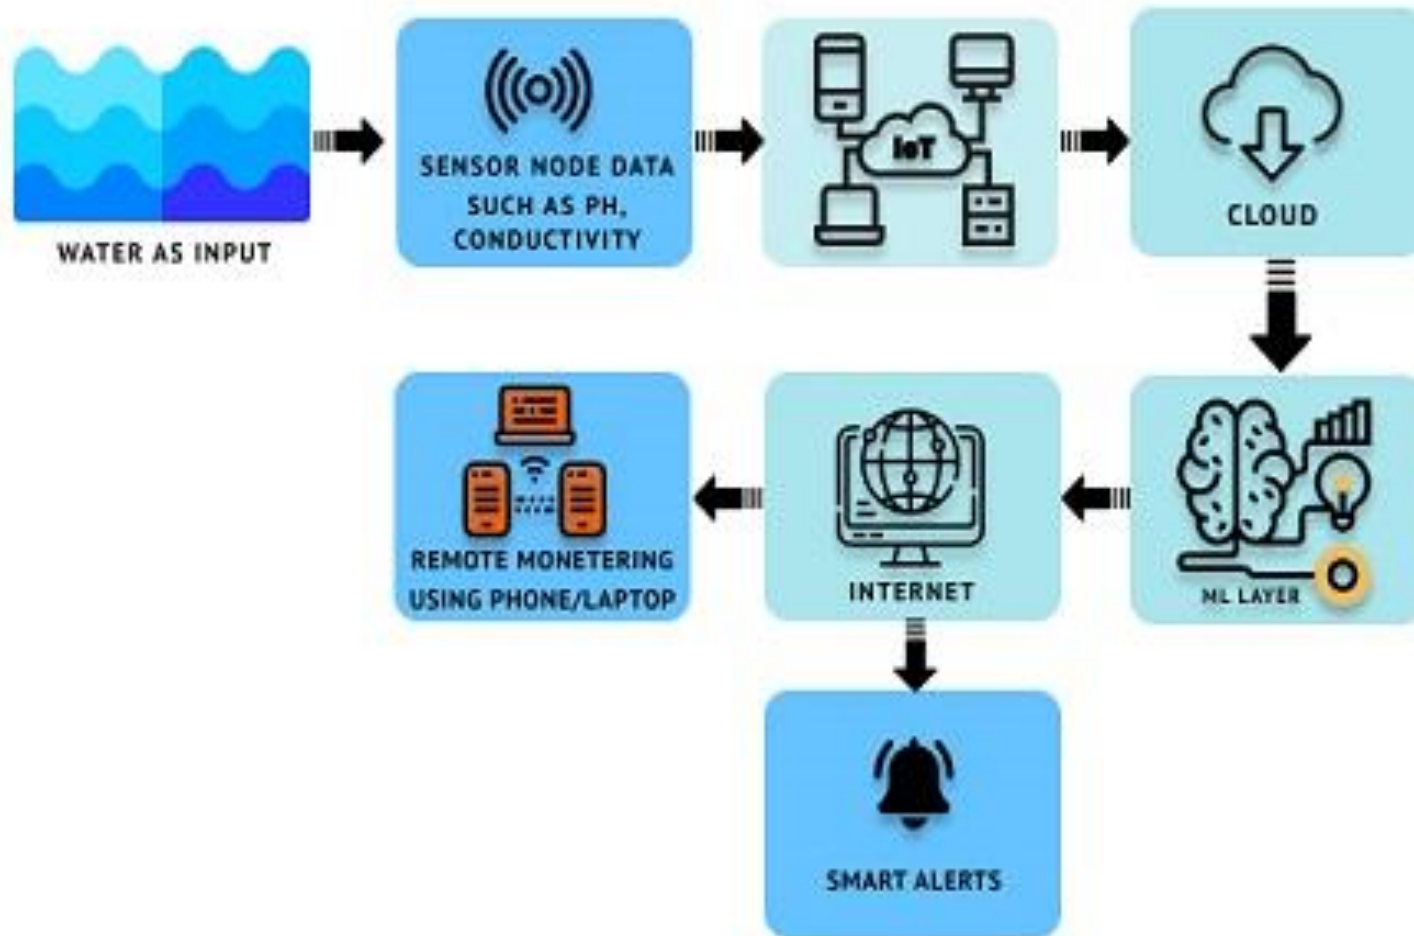 WATER AS INPUT
SENSOR NODE DATA
SUCH AS PH,
CONDUCTIVITY
IoT
CLOUD
REMOTE MONETERING
USING PHONE/LAPTOP
INTERNET
ML LAYER
SMART ALERTS